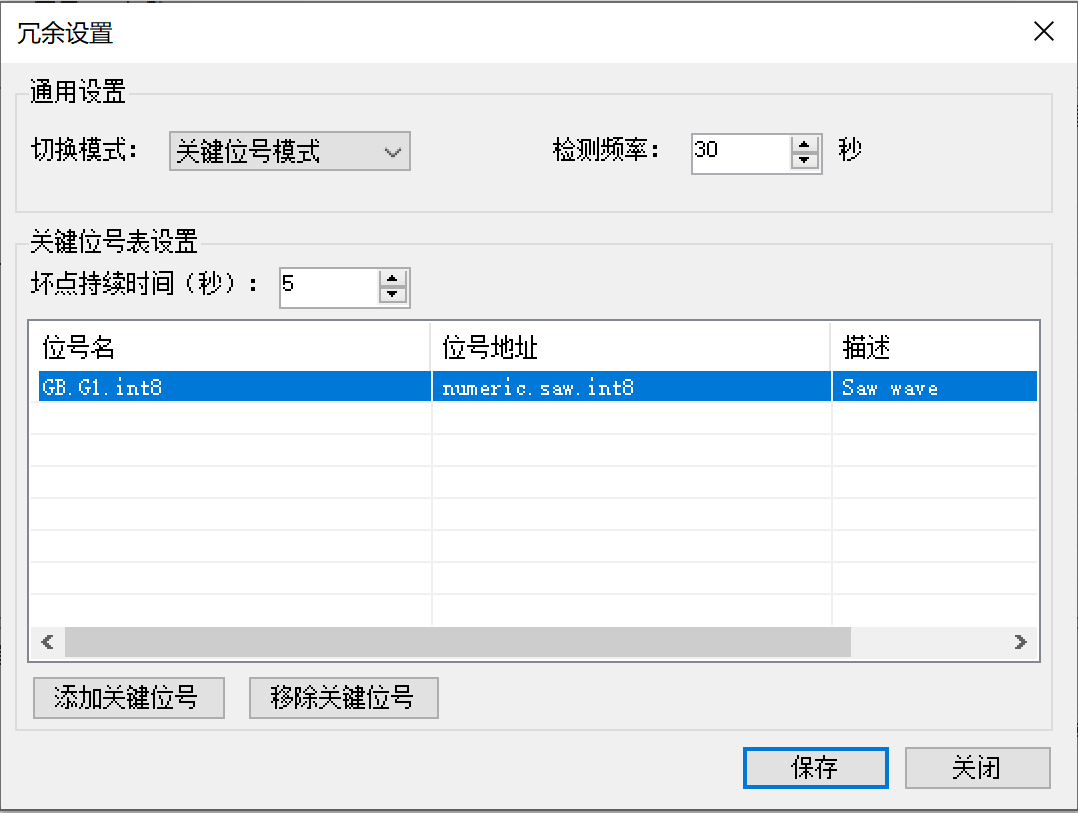 冗余设置
通用设置
切换模式： 关键位号模式 检测频率： 30 秒
关键位号表设置
坏点持续时间（秒）： 5
位号名 位号地址 描述
GB.G1.int8 numeric.saw.int8 Saw wave
添加关键位号 移除关键位号
保存 关闭